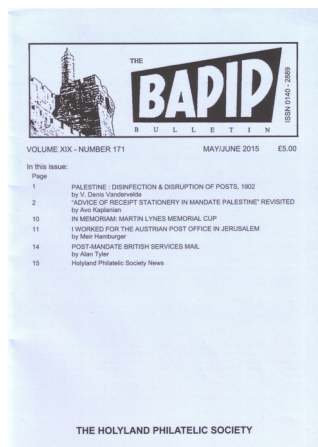 THE
BAPIP
BULLETIN
ISSN 0140 - 2889
VOLUME XIX - NUMBER 171 MAY/JUNE 2015 £5.00
In this issue:
Page
1 PALESTINE : DISINFECTION & DISRUPTION OF POSTS, 1902
by V. Denis Vandervelde
2 "ADVICE OF RECEIPT STATIONERY IN MANDATE PALESTINE" REVISITED
by Avo Kaplanian
10 IN MEMORIAM: MARTIN LYNES MEMORIAL CUP
11 I WORKED FOR THE AUSTRIAN POST OFFICE IN JERUSALEM
by Meir Hamburger
14 POST-MANDATE BRITISH SERVICES MAIL
by Alan Tyler
15 Holyland Philatelic Society News
THE HOLYLAND PHILATELIC SOCIETY